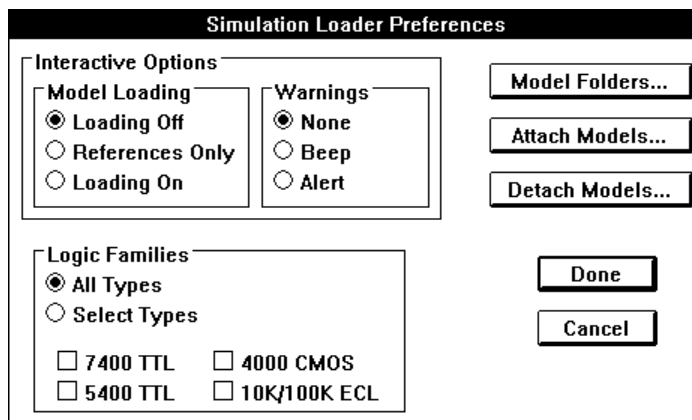 Simulation Loader Preferences
Interactive Options
Model Loading
Loading Off
References Only
Loading On
Warnings
None
Beep
Alert
Model Folders...
Attach Models...
Detach Models...
Logic Families
All Types
Select Types
7400 TTL
4000 CMOS
5400 TTL
10K/100K ECL
Done
Cancel